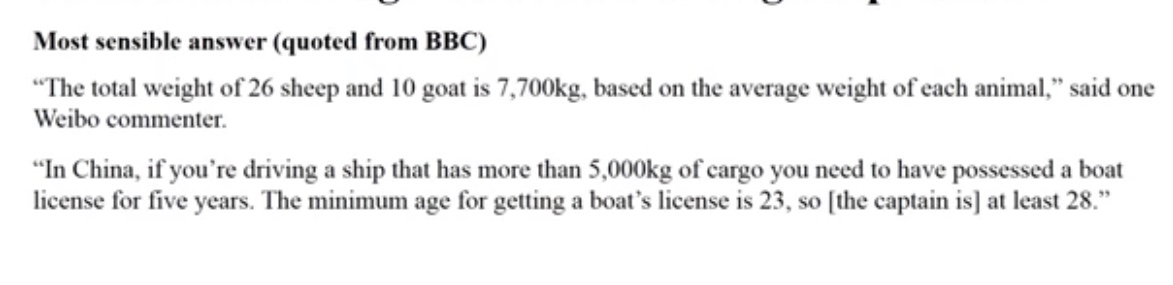 Most sensible answer (quoted from BBC)
“The total weight of 26 sheep and 10 goat is 7,700kg, based on the average weight of each animal,” said one
Weibo commenter.
“In China, if you’re driving a ship that has more than 5,000kg of cargo you need to have possessed a boat
license for five years. The minimum age for getting a boat’s license is 23, so [the captain is] at least 28.”